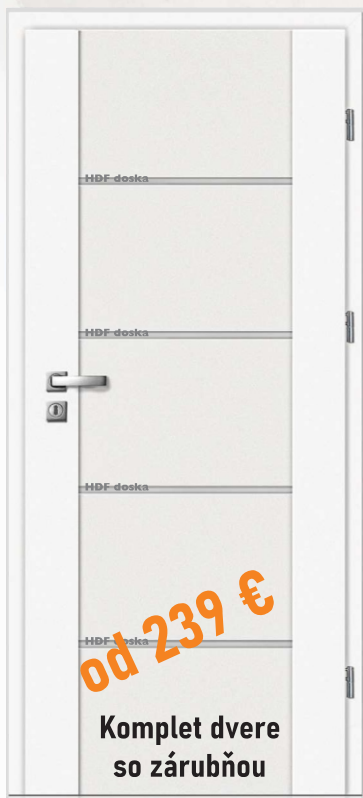 HDF doska
HDF doska
HDF doska
HDF doska
od 239 €
Komplet dvere
so zárubňou